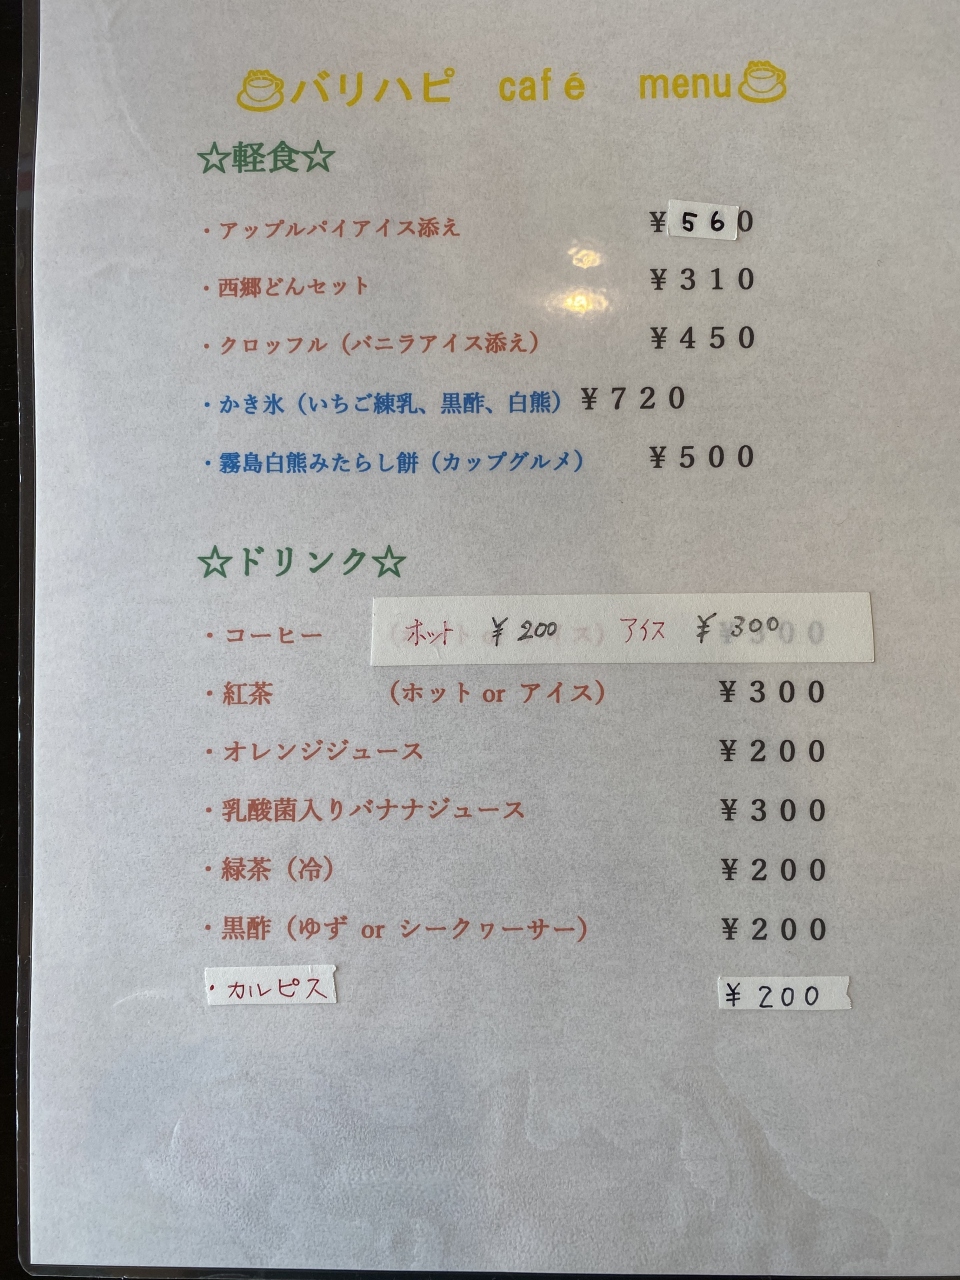 バリハピ café menu
☆軽食☆
・アップルパイアイス添え ¥560
・西郷どんセット ¥310
・クロッフル（バニラアイス添え） ¥450
・かき氷（いちご練乳、黒酢、白熊） ¥720
・霧島白熊みたらし餅（カップグルメ） ¥500
☆ドリンク☆
・コーヒー ホット ¥200 アイス ¥300
・紅茶 （ホット or アイス） ¥300
・オレンジジュース ¥200
・乳酸菌入りバナナジュース ¥300
・緑茶（冷） ¥200
・黒酢（ゆず or シークヮーサー） ¥200
・カルピス ¥200